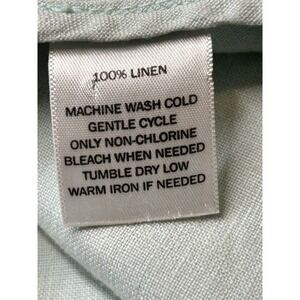 100% LINEN
MACHINE WASH COLD
GENTLE CYCLE
ONLY NON-CHLORINE
BLEACH WHEN NEEDED
TUMBLE DRY LOW
WARM IRON IF NEEDED